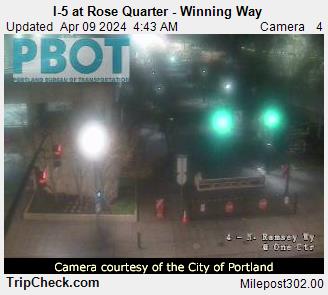 I-5 at Rose Quarter - Winning Way
Updated Apr 09 2024 4:43 AM Camera 4
PBOT
PORTLAND BUREAU OF TRANSPORTATION
4 - N. Ramsey Wy
@ One Ctr
Camera courtesy of the City of Portland
TripCheck.com Milepost302.00